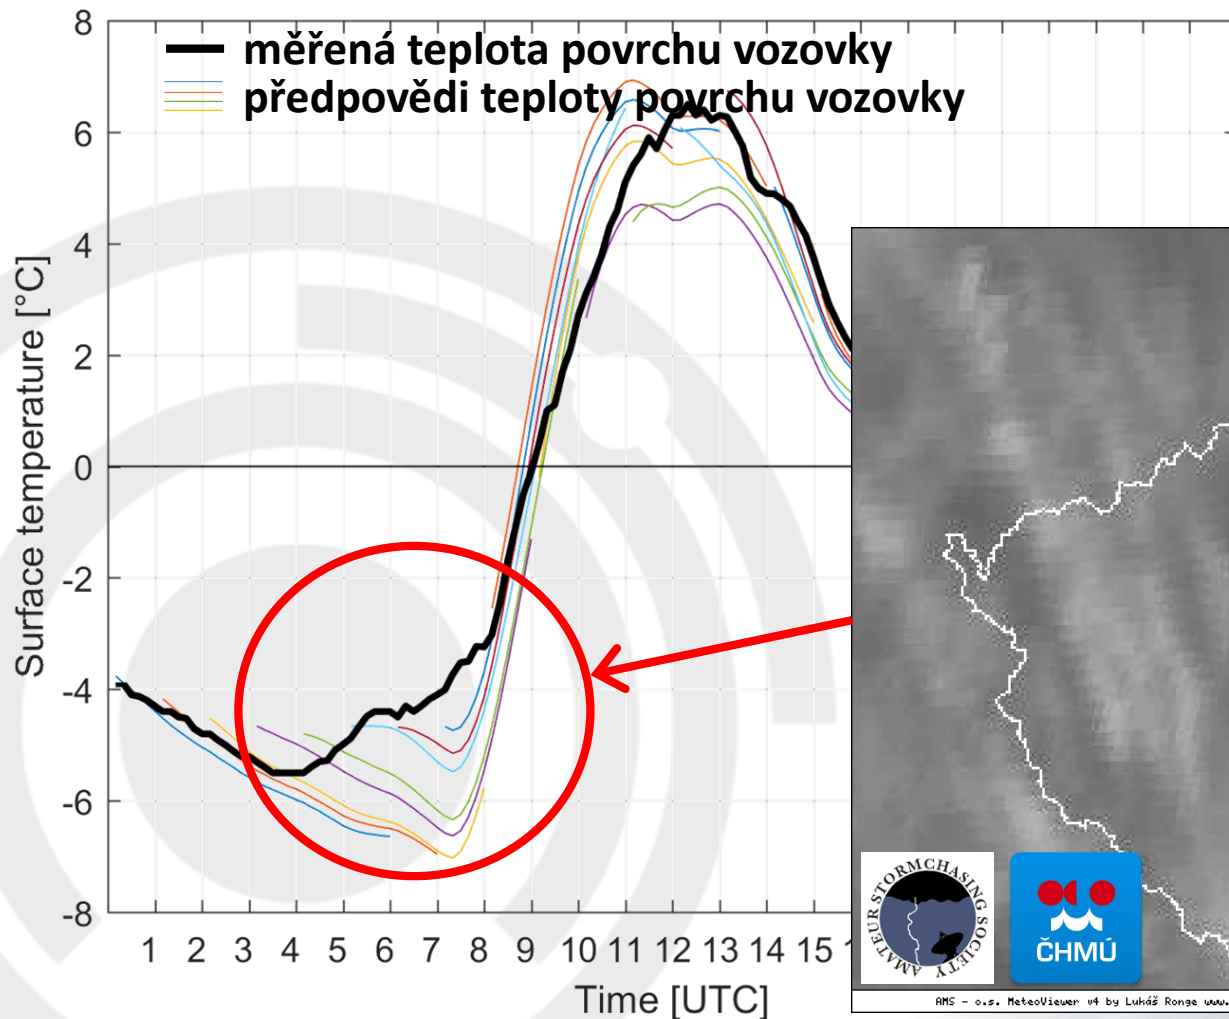 měřená teplota povrchu vozovky
předpovědi teploty povrchu vozovky
Surface temperature [°C]
8
6
4
2
0
-2
-4
-6
-8
1 2 3 4 5 6 7 8 9 10 11 12 13 14 15
Time [UTC]
AMATEUR STORMCHASING SOCIETY
ČHMÚ
AMS - o.s. MeteoViewer v4 by Lukáš Ronge www.